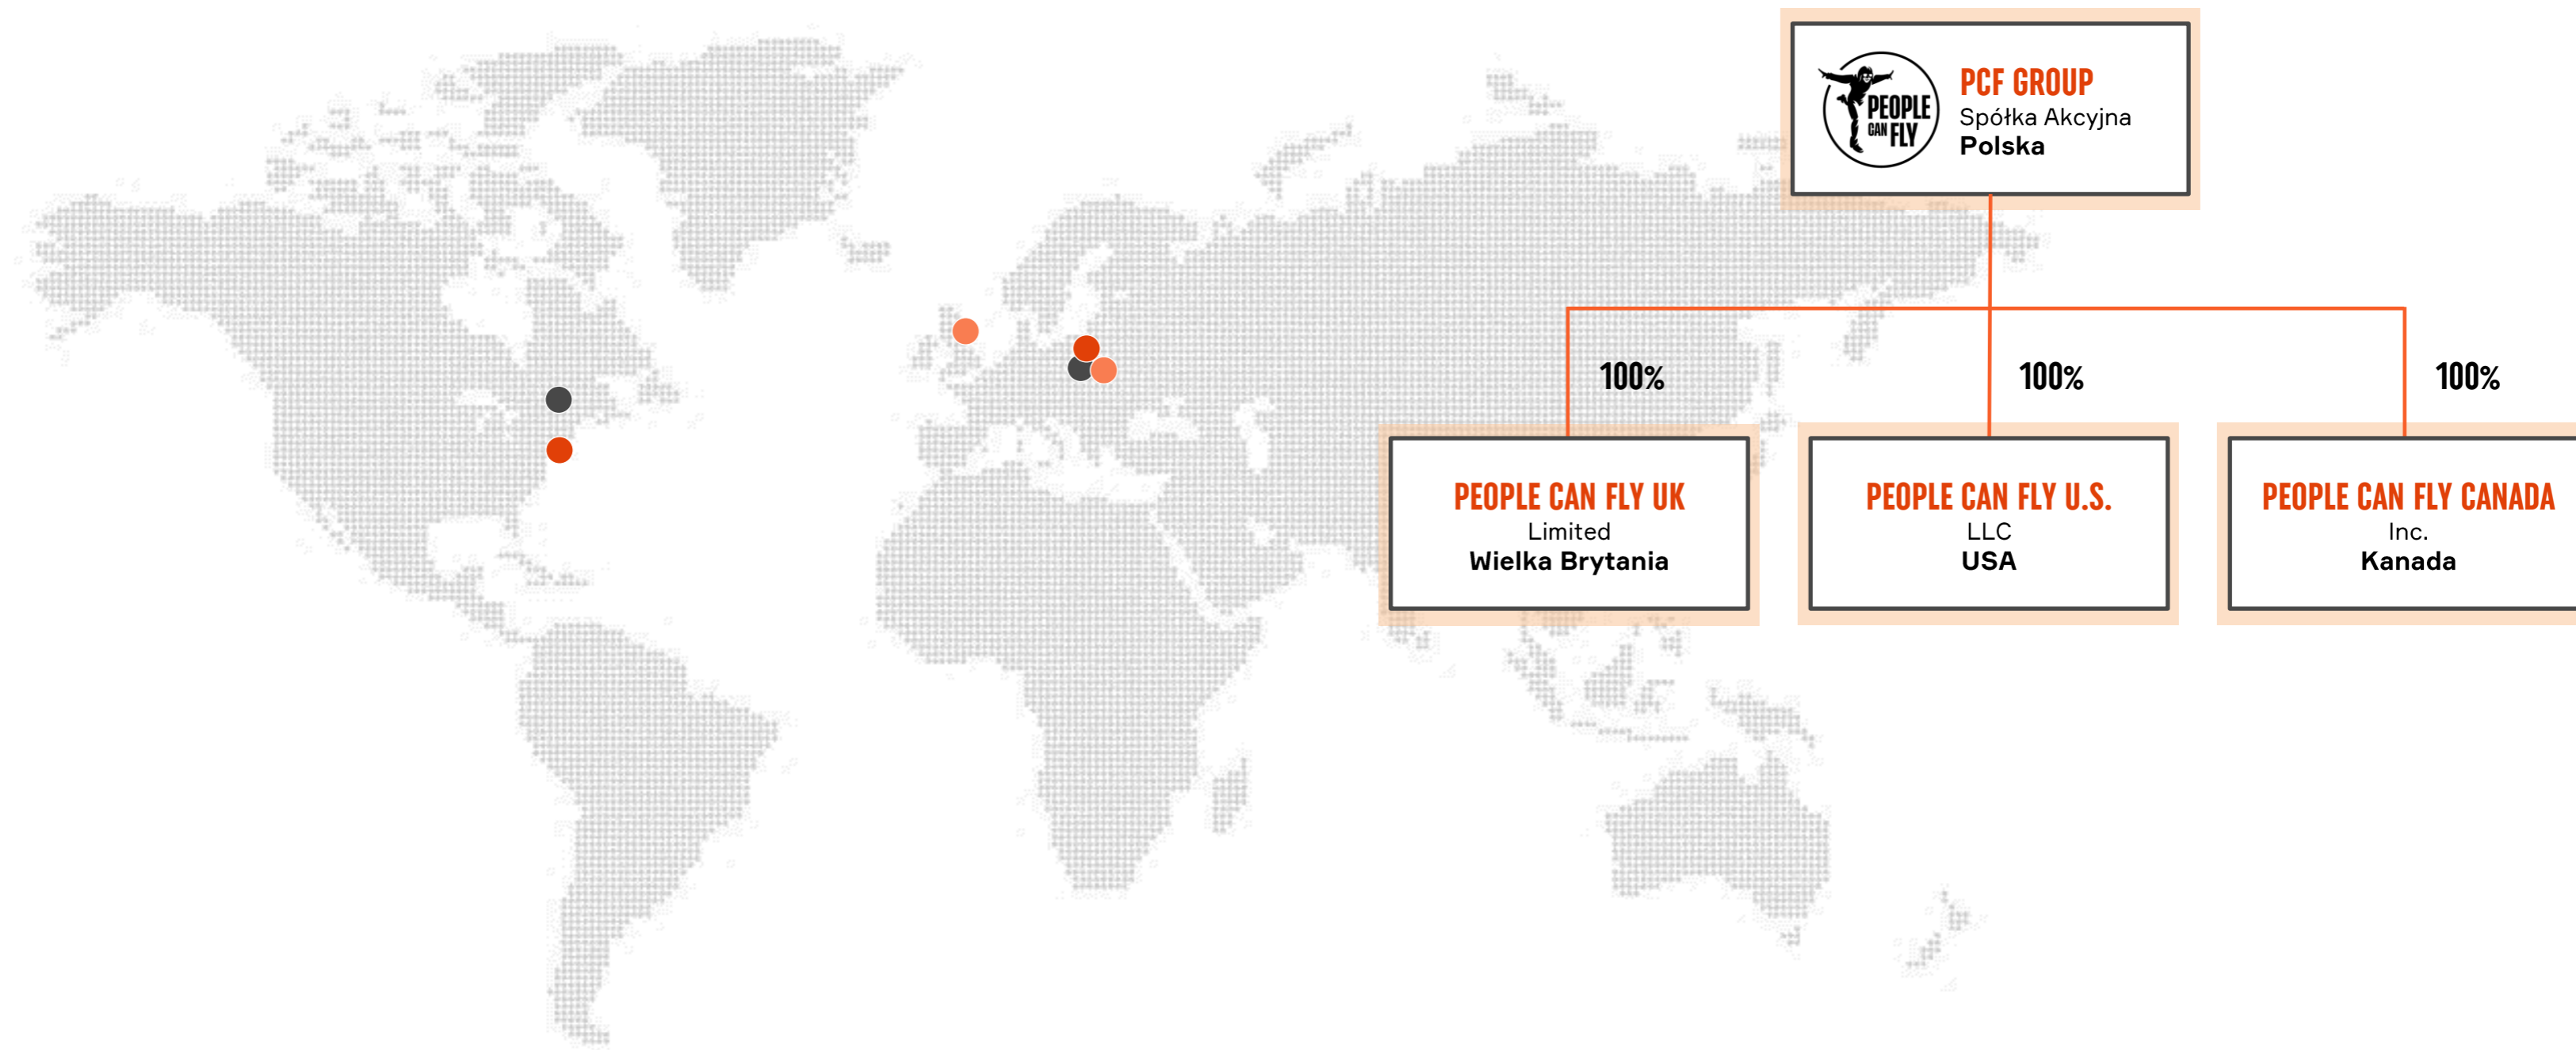 PEOPLE
CAN FLY
PCF GROUP
Spółka Akcyjna
Polska
100%
100%
100%
PEOPLE CAN FLY UK
Limited
Wielka Brytania
PEOPLE CAN FLY U.S.
LLC
USA
PEOPLE CAN FLY CANADA
Inc.
Kanada